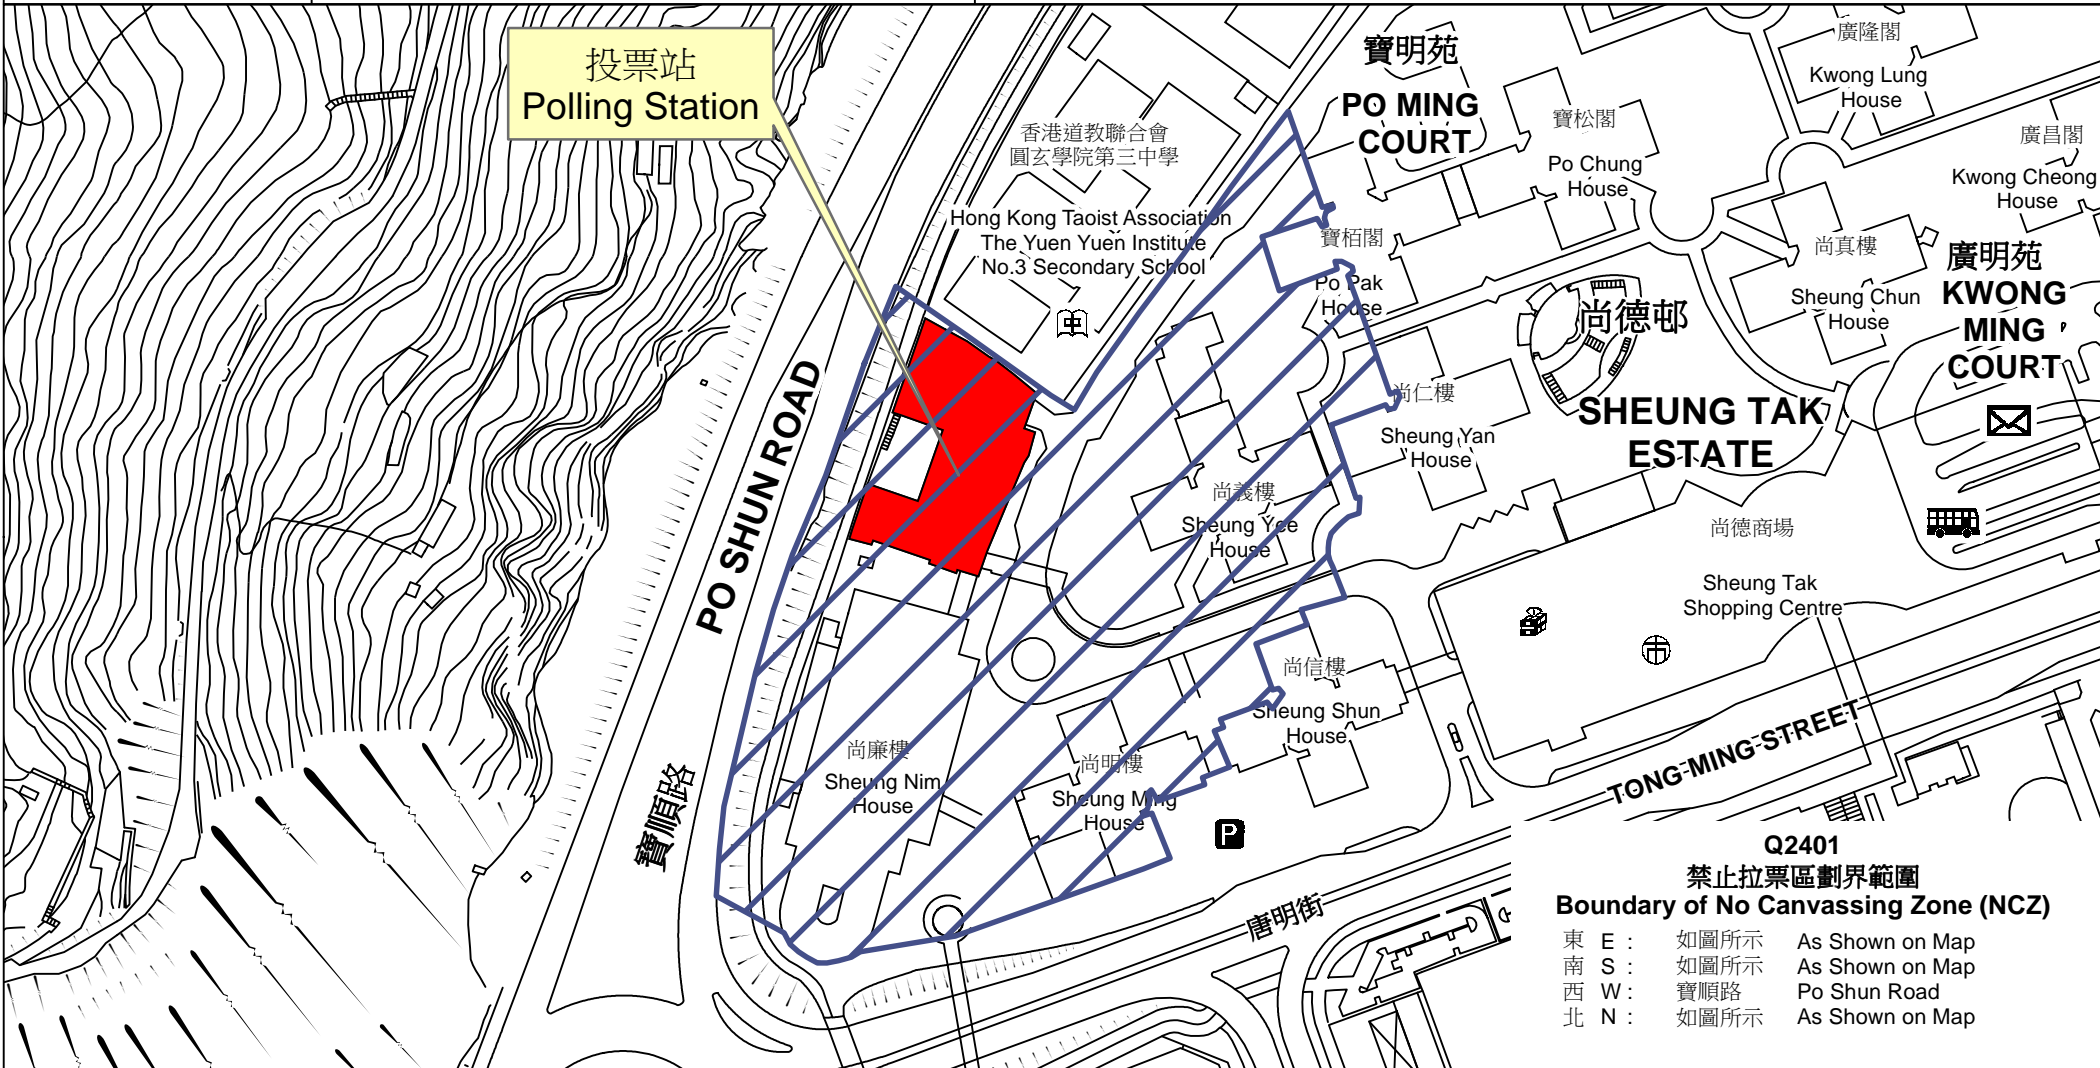 投票站
Polling Station
寶明苑
PO MING
COURT
廣隆閣
Kwong Lung
House
寶松閣
Po Chung
House
廣昌閣
Kwong Cheong
House
香港道教聯合會
圓玄學院第三中學
Hong Kong Taoist Association
The Yuen Yuen Institute
No.3 Secondary School
中
寶栢閣
Po Pak
House
尚真樓
Sheung Chun
House
廣明苑
KWONG
MING
COURT
尚德邨
SHEUNG TAK
ESTATE
尚仁樓
Sheung Yan
House
尚義樓
Sheung Yee
House
PO SHUN ROAD
寶順路
尚德商場
Sheung Tak
Shopping Centre
市
尚信樓
Sheung Shun
House
尚廉樓
Sheung Nim
House
尚明樓
Sheung Ming
House
P
TONG MING STREET
唐明街
Q2401
禁止拉票區劃界範圍
Boundary of No Canvassing Zone (NCZ)
東 E : 如圖所示 As Shown on Map
南 S : 如圖所示 As Shown on Map
西 W : 寶順路 Po Shun Road
北 N : 如圖所示 As Shown on Map